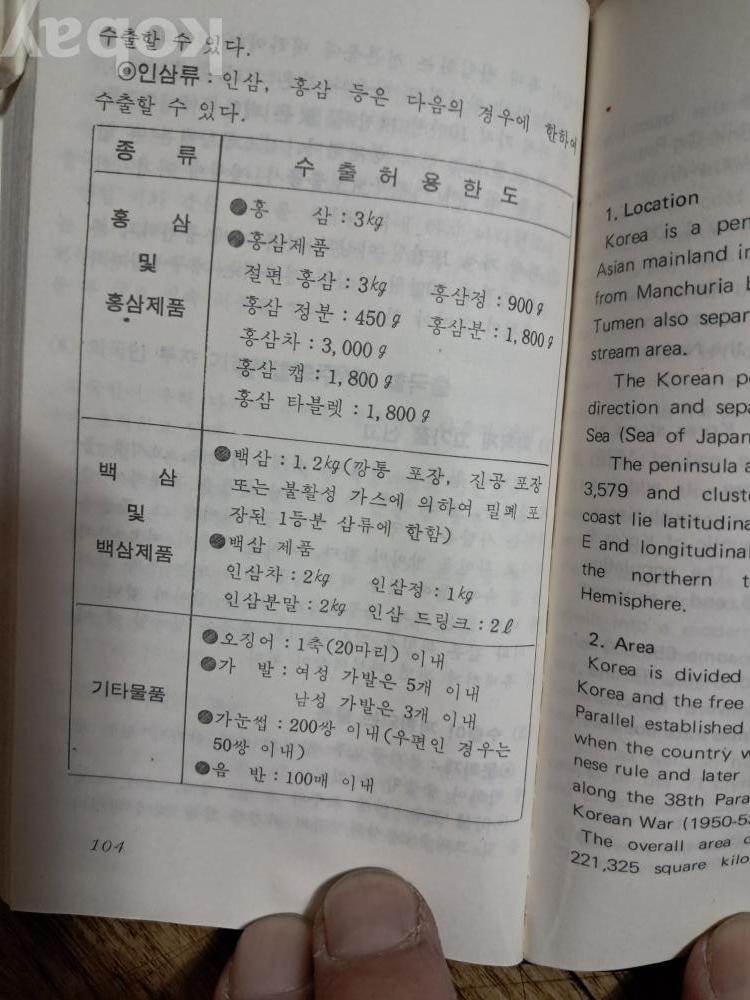 kobay
수출할 수 있다.
◉인삼류 : 인삼, 홍삼 등은 다음의 경우에 한하여
수출할 수 있다.
종 류
수 출 허 용 한 도
홍 삼
및
홍삼제품
●홍 삼 : 3kg
●홍삼제품
절편 홍삼 : 3kg 홍삼정 : 900g
홍삼 정분 : 450g 홍삼분 : 1,800g
홍삼차 : 3,000g
홍삼 캡 : 1,800g
홍삼 타블렛 : 1,800g
백 삼
및
백삼제품
●백삼 : 1.2kg(깡통 포장, 진공 포장
또는 불활성 가스에 의하여 밀폐 포
장된 1등분 삼류에 한함)
●백삼 제품
인삼차 : 2kg 인삼정 : 1kg
인삼분말 : 2kg 인삼 드링크 : 2ℓ
기타물품
●오징어 : 1축(20마리) 이내
●가 발 : 여성 가발은 5개 이내
남성 가발은 3개 이내
●가눈썹 : 200쌍 이내(우편인 경우는
50쌍 이내)
●음 반 : 100매 이내
104
1. Location
Korea is a pen
Asian mainland in
from Manchuria b
Tumen also separ
stream area.
The Korean pe
direction and sepa
Sea (Sea of Japan
The peninsula a
3,579 and cluste
coast lie latitudina
E and longitudinal
the northern t
Hemisphere.
2. Area
Korea is divided
Korea and the free
Parallel established
when the country w
nese rule and later
along the 38th Para
Korean War (1950-53
The overall area o
221,325 square kilo